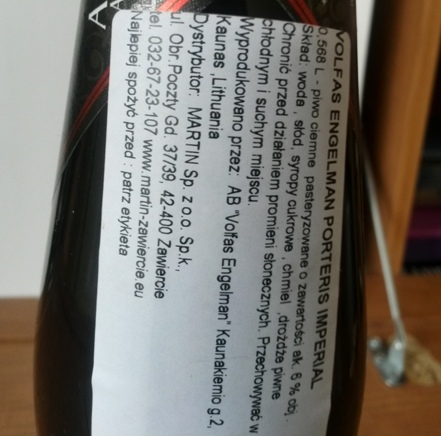 VOLFAS ENGELMAN PORTERIS IMPERIAL
0,568 L - piwo ciemne pasteryzowane o zawartości alk. 6 % obj.
Skład: woda , słód, syropy cukrowe , chmiel ,drożdże piwne
Chronić przed działaniem promieni słonecznych. Przechowywać w
chłodnym i suchym miejscu.
Wyprodukowano przez: AB "Volfas Engelman" Kaunakiemio g.2,
Kaunas ,Lithuania
Dystrybutor: MARTIN Sp. z o.o. Sp.k.,
ul. Obr.Poczty Gd. 37/39, 42-400 Zawiercie
tel. 032-67-23-107 www.martin-zawiercie.eu
Najlepiej spożyć przed : patrz etykieta